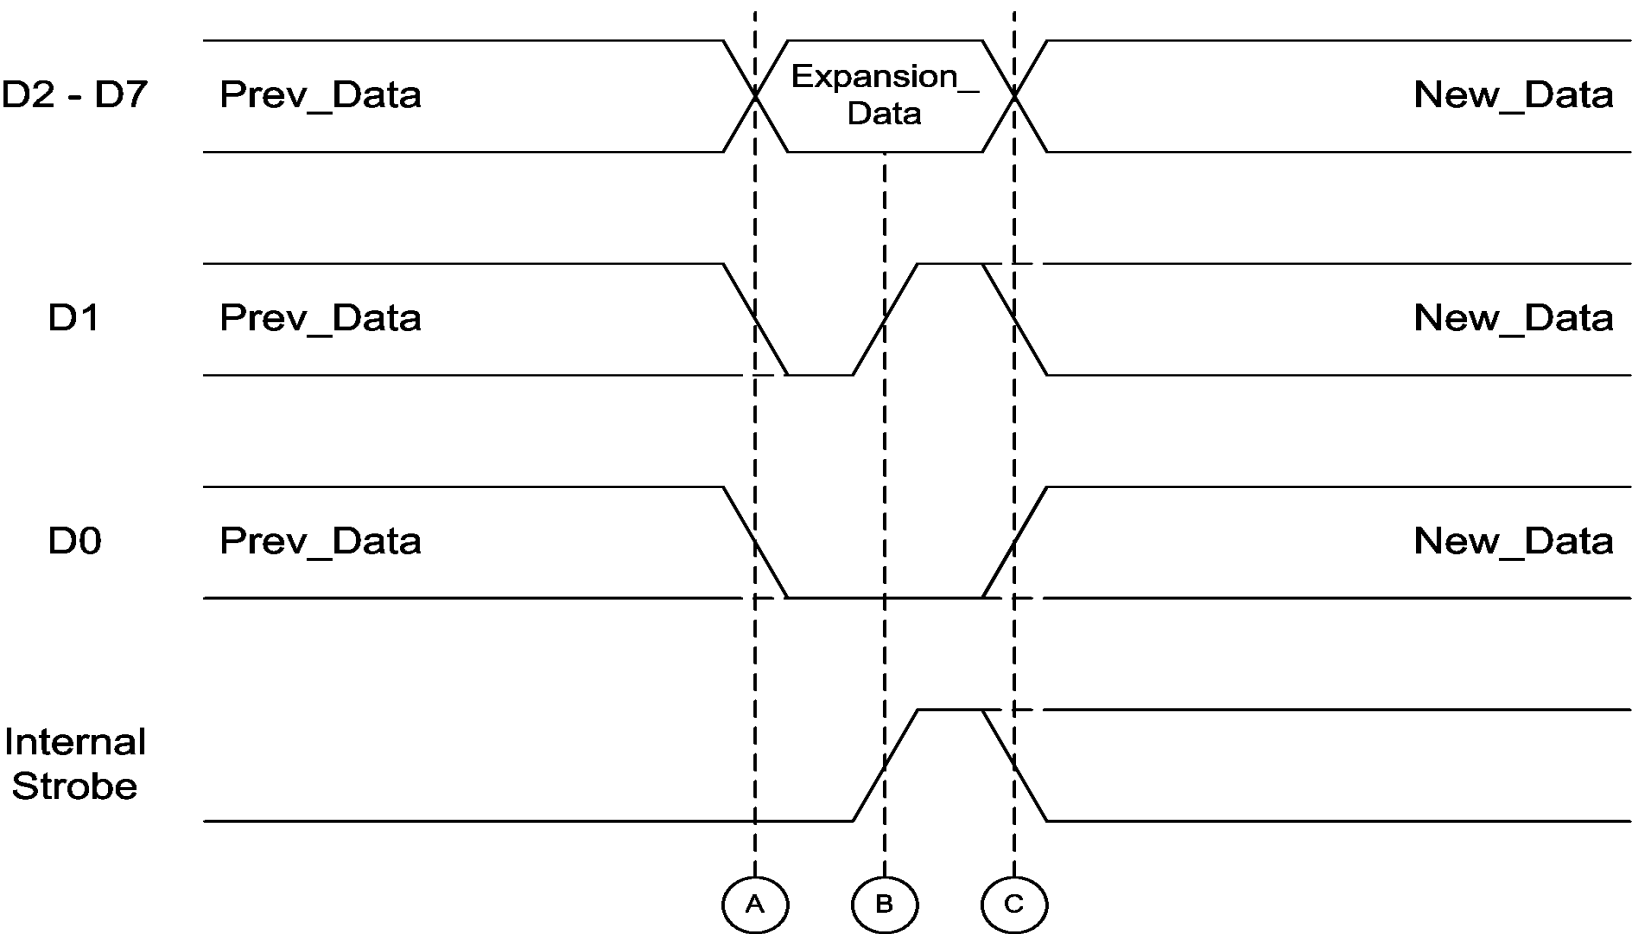 D2 - D7
Prev_Data
Expansion_
Data
New_Data
D1
Prev_Data
New_Data
D0
Prev_Data
New_Data
Internal
Strobe
A
B
C